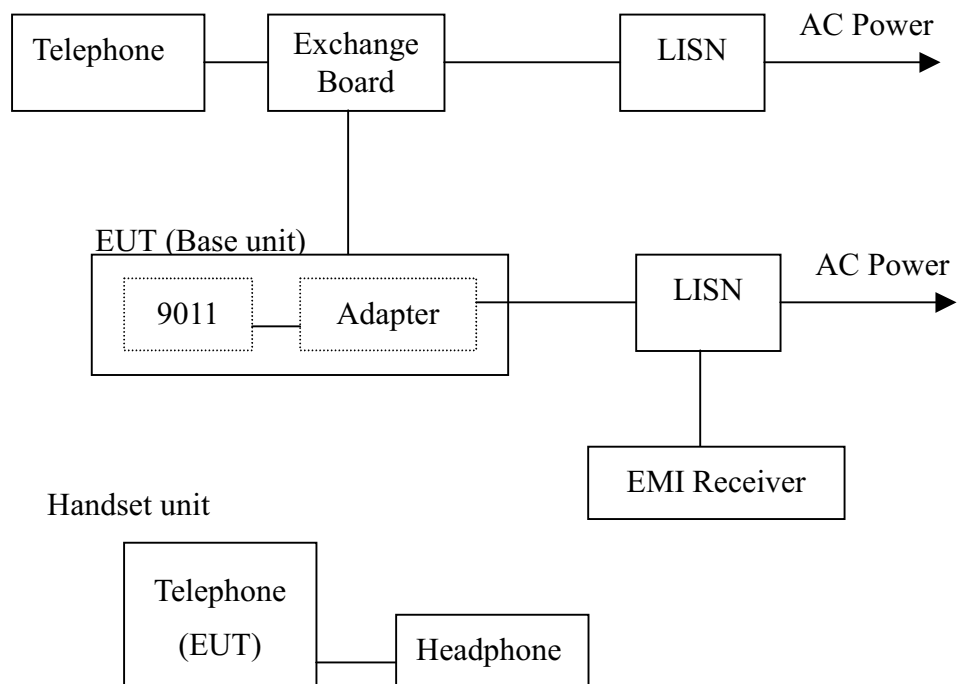 Telephone
Exchange
Board
LISN
AC Power
EUT (Base unit)
9011
Adapter
LISN
AC Power
EMI Receiver
Handset unit
Telephone
(EUT)
Headphone